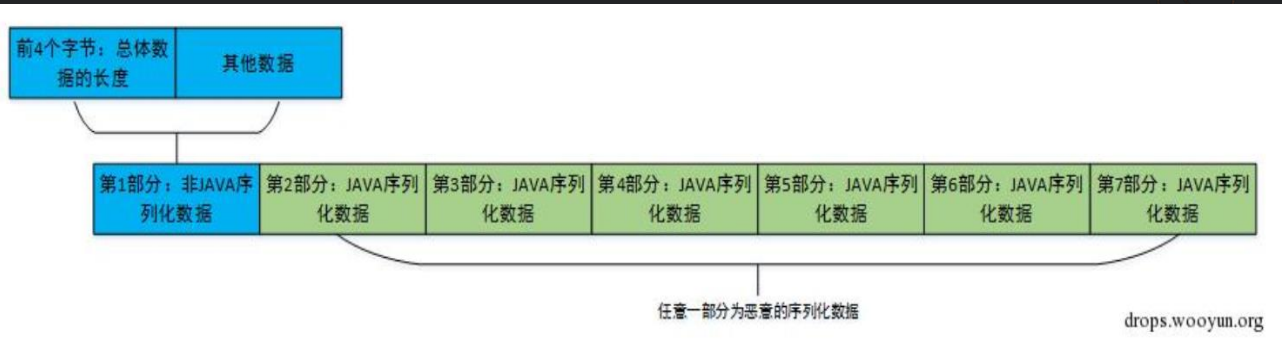 前4个字节：总体数
据的长度
其他数据
第1部分：非JAVA序
列化数据
第2部分：JAVA序列
化数据
第3部分：JAVA序列
化数据
第4部分：JAVA序列
化数据
第5部分：JAVA序列
化数据
第6部分：JAVA序列
化数据
第7部分：JAVA序列
化数据
任意一部分为恶意的序列化数据
drops.wooyun.org